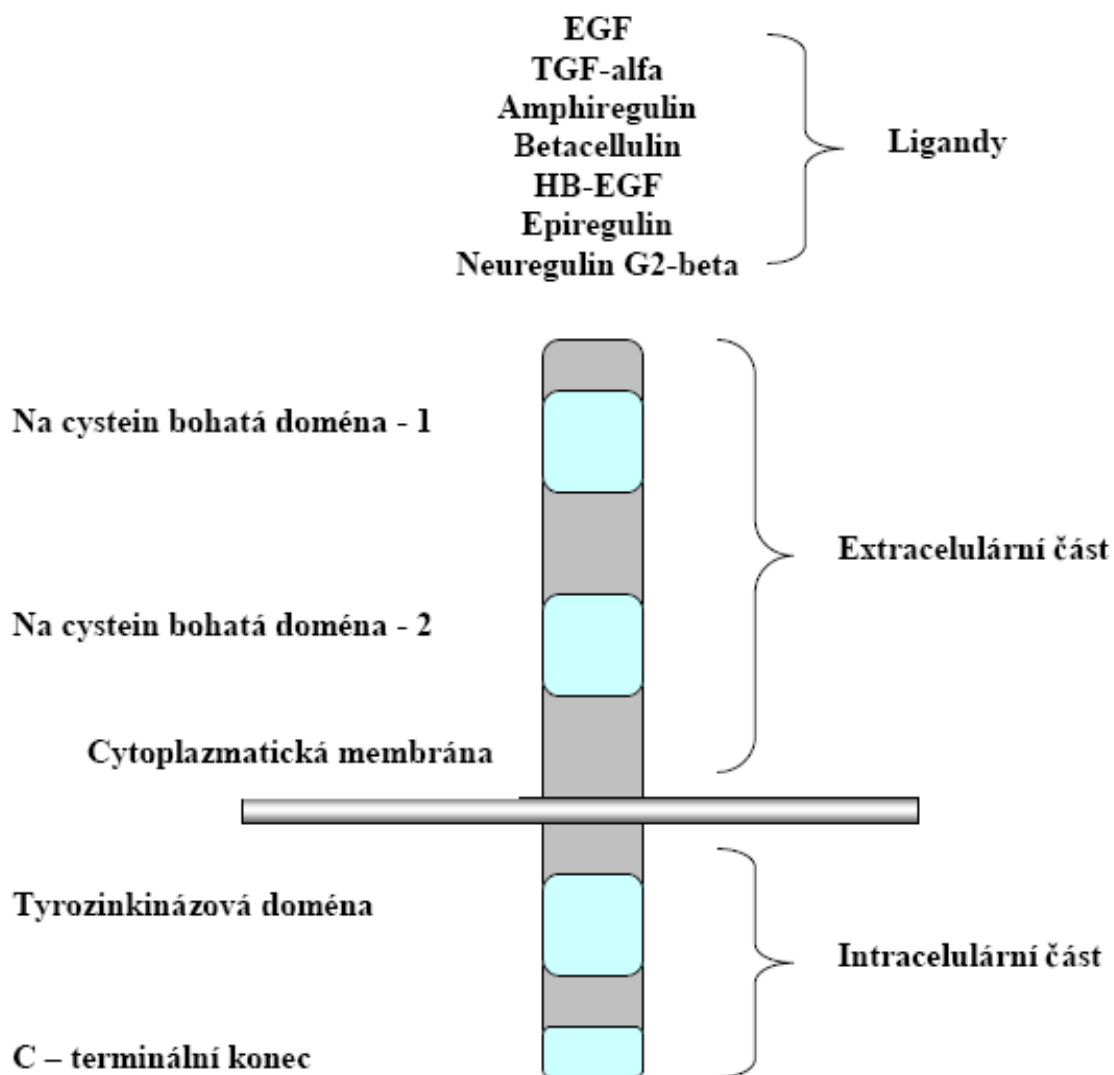 EGF
TGF-alfa
Amphiregulin
Betacellulin
HB-EGF
Epiregulin
Neuregulin G2-beta
Ligandy
Na cystein bohatá doména - 1
Extracelulární část
Na cystein bohatá doména - 2
Cytoplazmatická membrána
Tyrozinkinázová doména
Intracelulární část
C – terminální konec